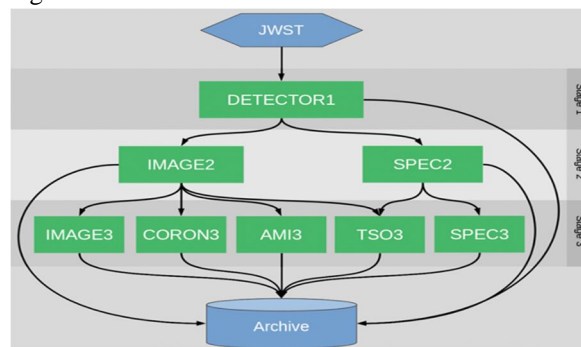 JWST
DETECTOR1
Stage 1
IMAGE2
SPEC2
Stage 2
IMAGE3
CORON3
AMI3
TSO3
SPEC3
Stage 3
Archive